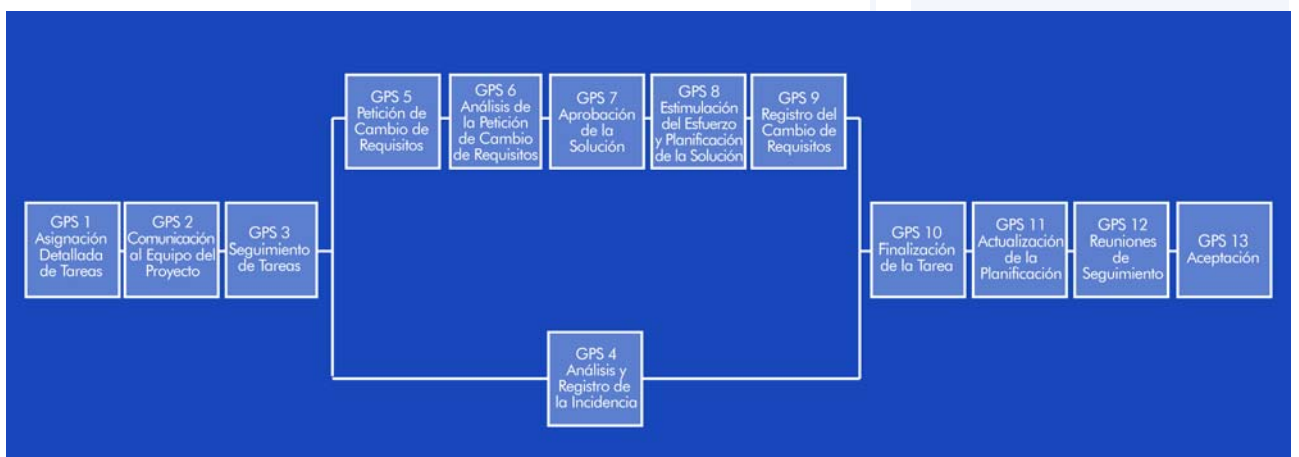 GPS 5
Petición de
Cambio de
Requisitos
GPS 6
Análisis de
la Petición
de Cambio
de Requisitos
GPS 7
Aprobación
de la
Solución
GPS 8
Estimulación
del Esfuerzo
y Planificación
de la Solución
GPS 9
Registro del
Cambio de
Requisitos
GPS 1
Asignación
Detallada
de Tareas
GPS 2
Comunicación
al Equipo del
Proyecto
GPS 3
Seguimiento
de Tareas
GPS 10
Finalización
de la Tarea
GPS 11
Actualización
de la
Planificación
GPS 12
Reuniones
de
Seguimiento
GPS 13
Aceptación
GPS 4
Análisis y
Registro de
la Incidencia